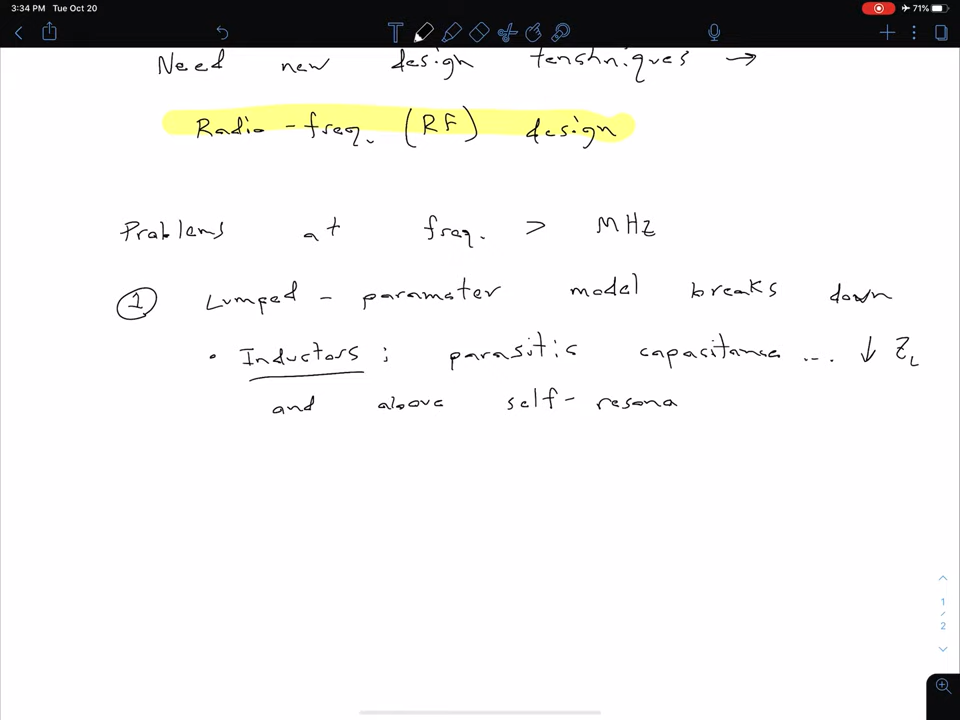 3:34 PM Tue Oct 20
71%
Need new design tenshniques →
Radio-freq. (RF) design
Problems at freq. > MHz
① Lumped-parameter model breaks down
• Inductors: parasitic capacitance ... ↓ Z_L
and above self-resona
1
/
2